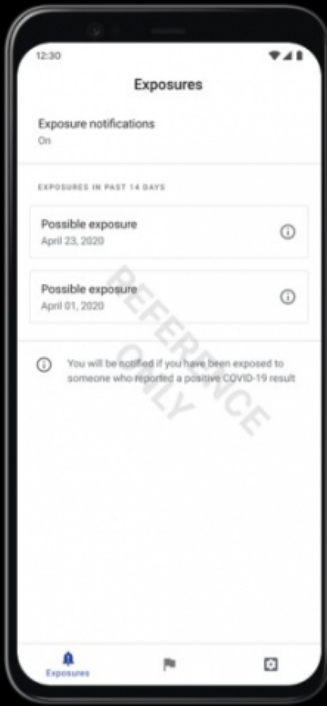 12:30
Exposures
Exposure notifications
On
EXPOSURES IN PAST 14 DAYS
Possible exposure
April 23, 2020
Possible exposure
April 01, 2020
You will be notified if you have been exposed to
someone who reported a positive COVID-19 result
REFERENCE
ONLY
Exposures